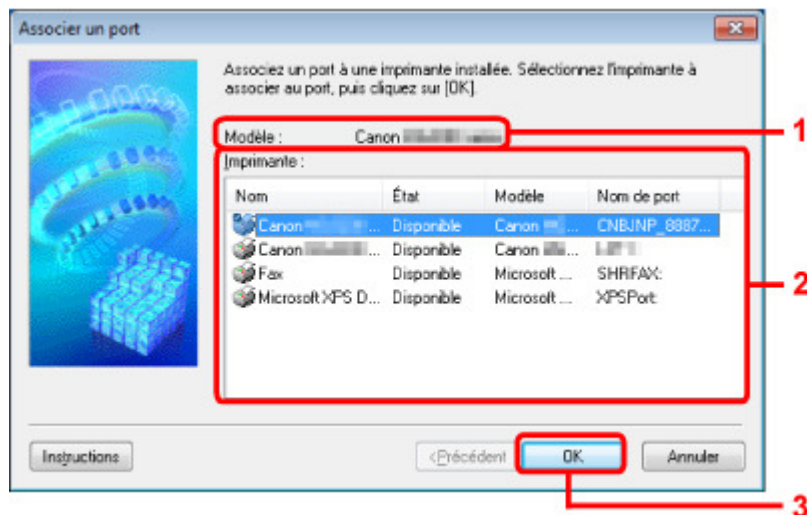 Associer un port
Associez un port à une imprimante installée. Sélectionnez l'imprimante à
associer au port, puis cliquez sur [OK].
Modèle : Canon
1
Imprimante :
Nom État Modèle Nom de port
Canon ... Disponible Canon ... CNBJNP_8887...
Canon ... Disponible Canon ...
Fax Disponible Microsoft ... SHRFAX:
Microsoft XPS D... Disponible Microsoft ... XPSPort:
2
Instructions <Précédent OK Annuler
3